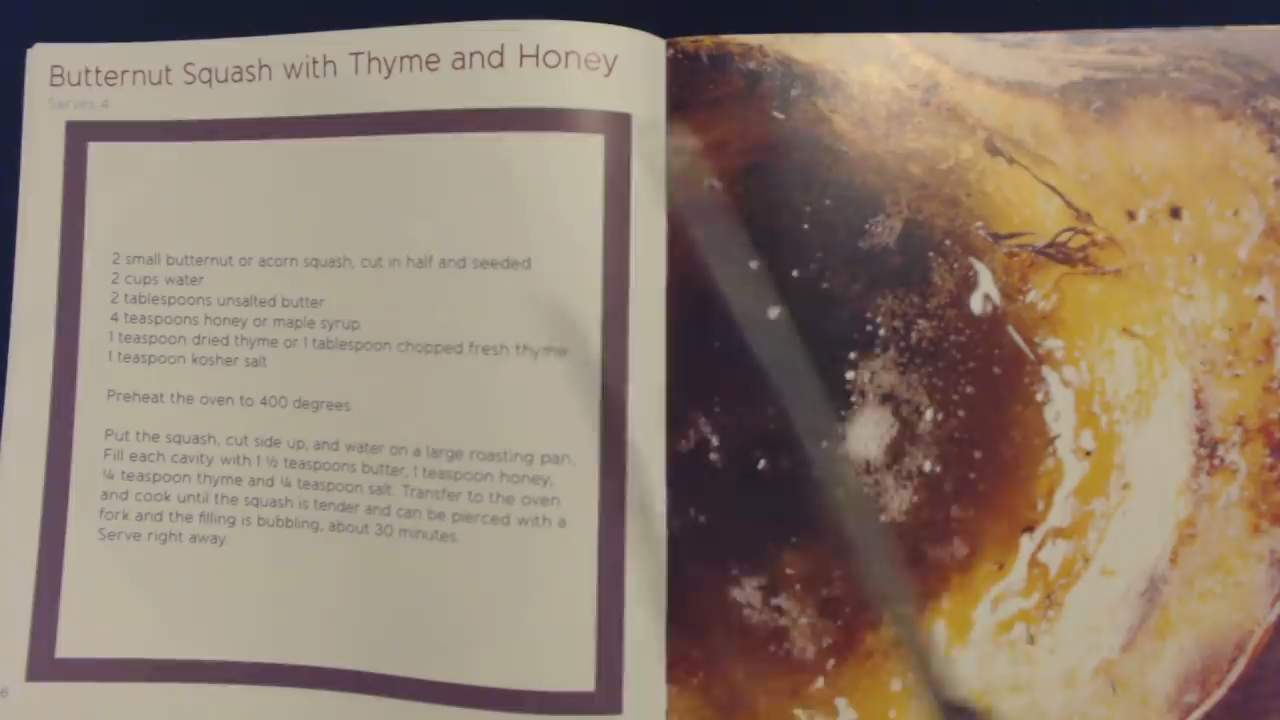 Butternut Squash with Thyme and Honey
Serves 4
2 small butternut or acorn squash, cut in half and seeded
2 cups water
2 tablespoons unsalted butter
4 teaspoons honey or maple syrup
1 teaspoon dried thyme or 1 tablespoon chopped fresh thyme
1 teaspoon kosher salt
Preheat the oven to 400 degrees.
Put the squash, cut side up, and water on a large roasting pan.
Fill each cavity with 1 ½ teaspoons butter, 1 teaspoon honey,
¼ teaspoon thyme and ¼ teaspoon salt. Transfer to the oven
and cook until the squash is tender and can be pierced with a
fork and the filling is bubbling, about 30 minutes.
Serve right away.
6